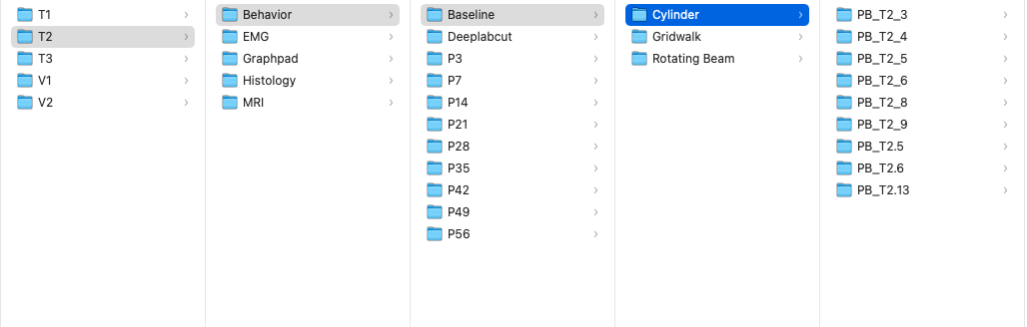 T1
T2
T3
V1
V2
Behavior
EMG
Graphpad
Histology
MRI
Baseline
Deeplabcut
P3
P7
P14
P21
P28
P35
P42
P49
P56
Cylinder
Gridwalk
Rotating Beam
PB_T2_3
PB_T2_4
PB_T2_5
PB_T2_6
PB_T2_8
PB_T2_9
PB_T2.5
PB_T2.6
PB_T2.13